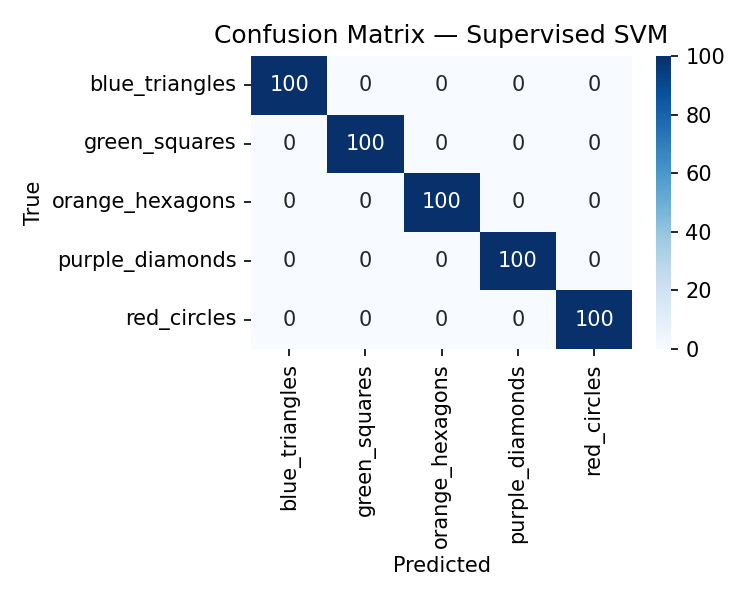 Confusion Matrix — Supervised SVM
True
blue_triangles 100 0 0 0 0
green_squares 0 100 0 0 0
orange_hexagons 0 0 100 0 0
purple_diamonds 0 0 0 100 0
red_circles 0 0 0 0 100
blue_triangles
green_squares
orange_hexagons
purple_diamonds
red_circles
Predicted
100
80
60
40
20
0